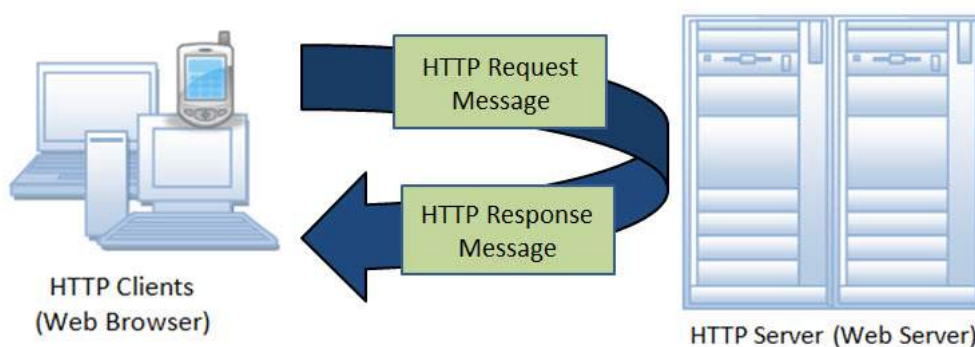 HTTP Request
Message
HTTP Response
Message
HTTP Clients
(Web Browser)
HTTP Server (Web Server)